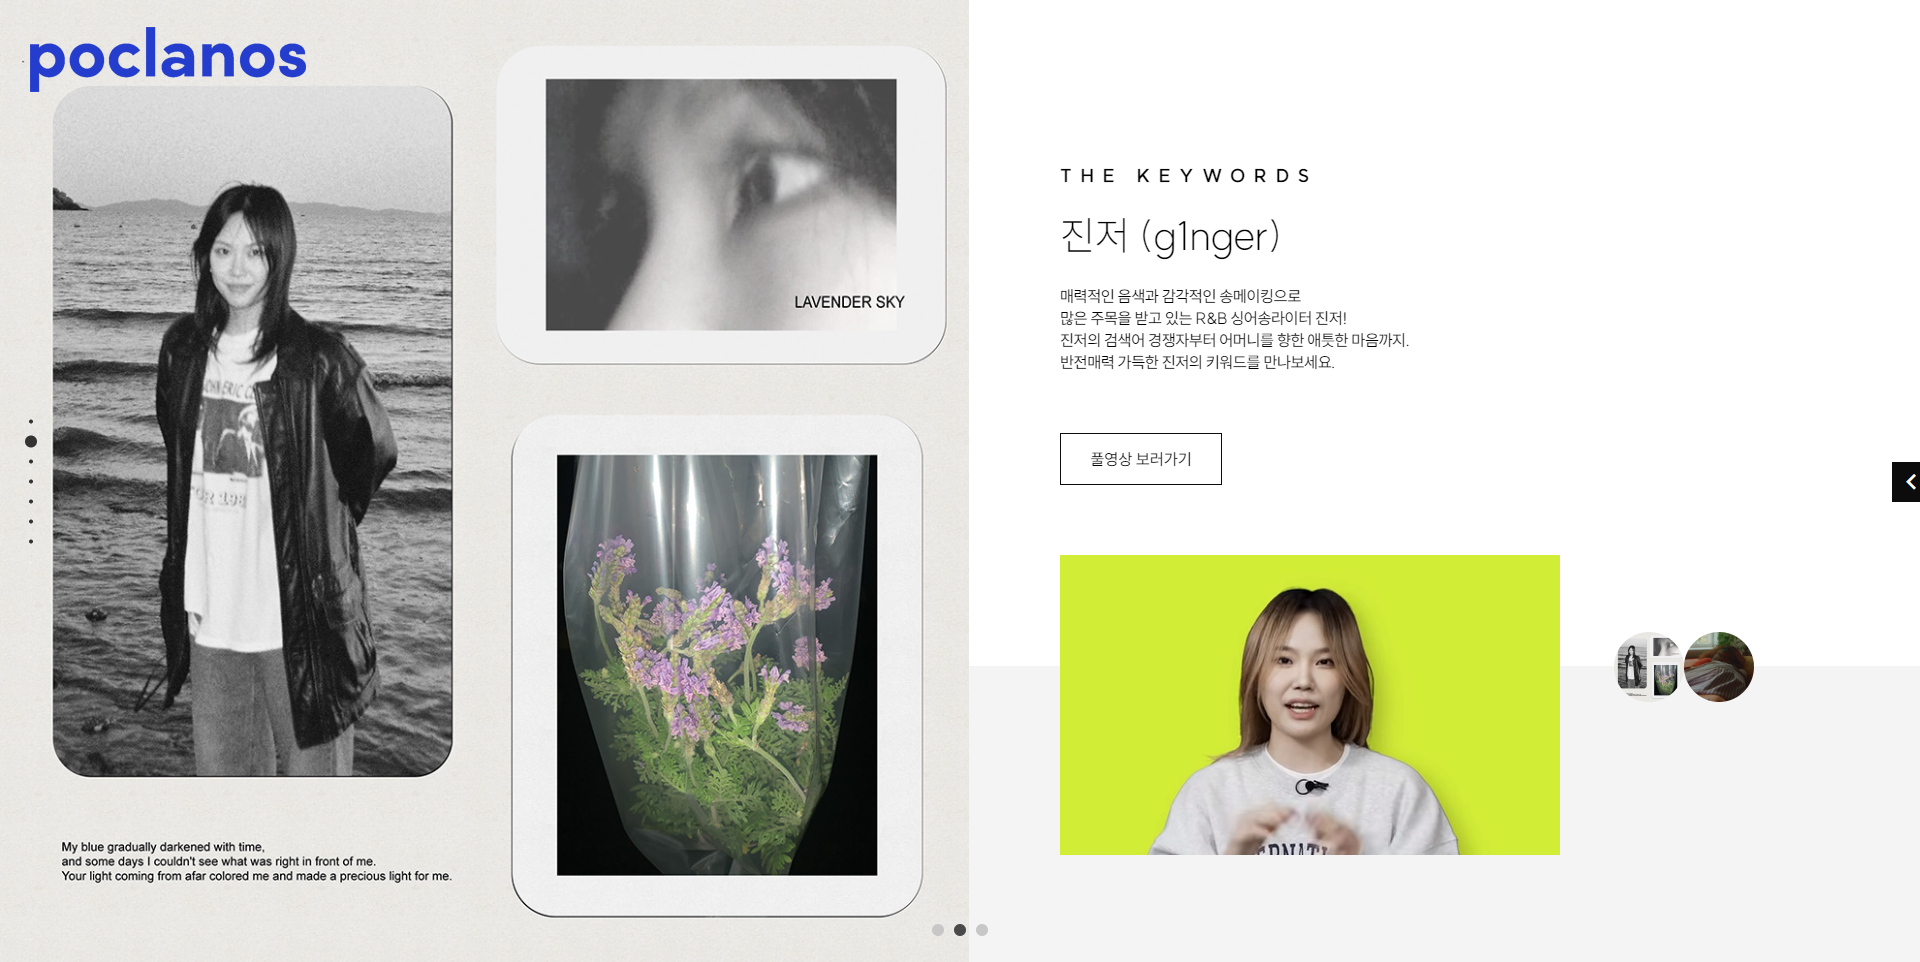 poclanos
LAVENDER SKY
My blue gradually darkened with time,
and some days I couldn't see what was right in front of me.
Your light coming from afar colored me and made a precious light for me.
THE KEYWORDS
진저 (g1nger)
매력적인 음색과 감각적인 송메이킹으로
많은 주목을 받고 있는 R&B 싱어송라이터 진저!
진저의 검색어 경쟁자부터 어머니를 향한 애틋한 마음까지.
반전매력 가득한 진저의 키워드를 만나보세요.
풀영상 보러가기